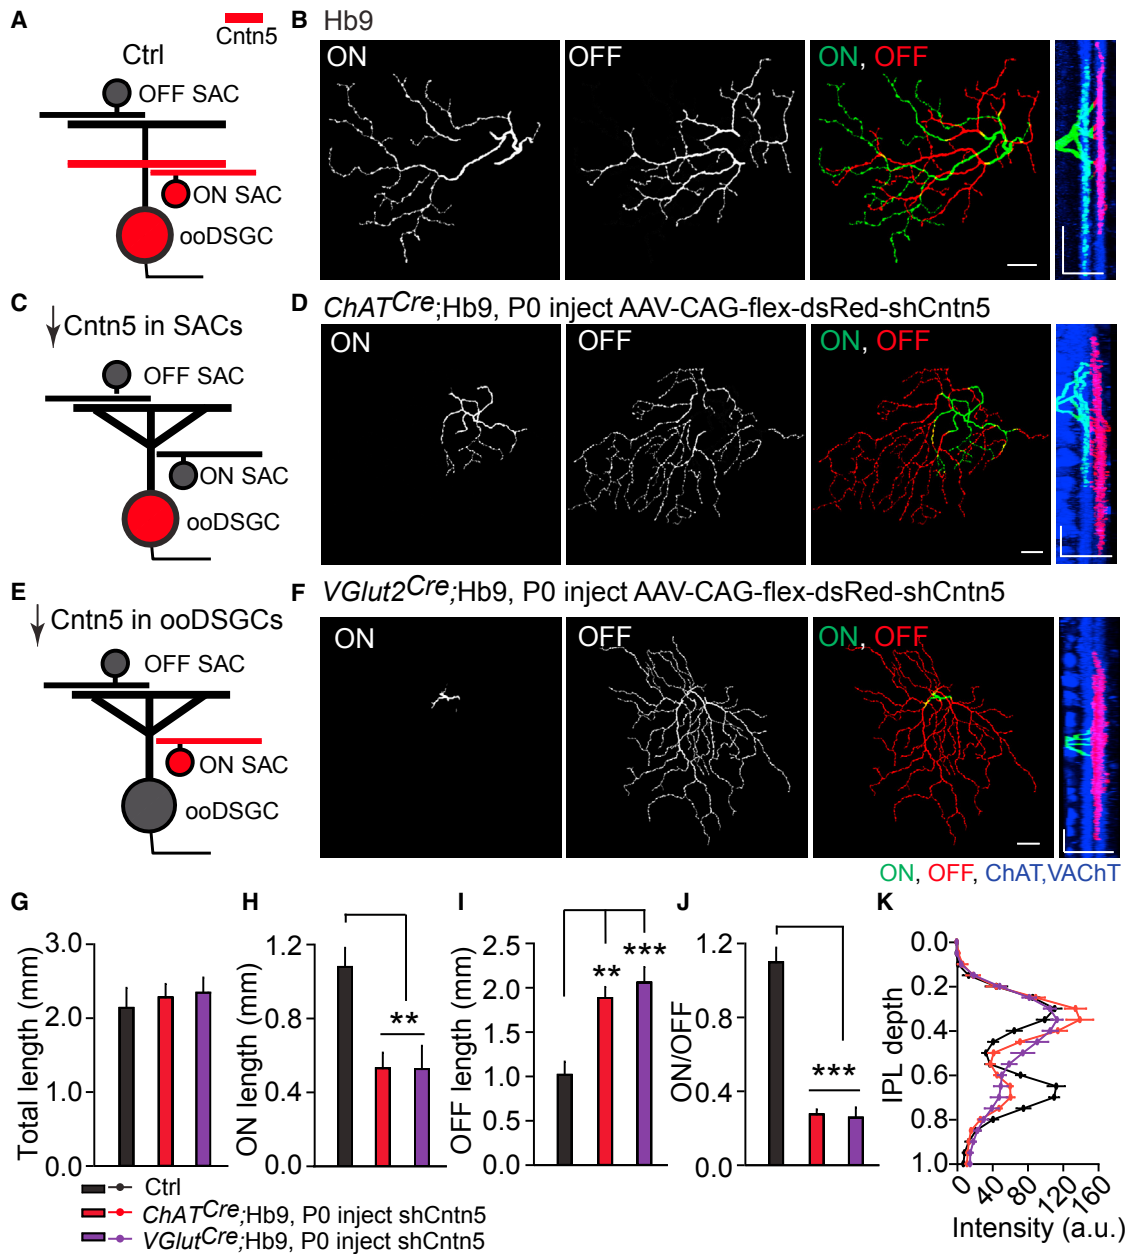 A
Cntn5
Ctrl
OFF SAC
ON SAC
ooDSGC
B Hb9
ON
OFF
ON, OFF
C
Cntn5 in SACs
OFF SAC
ON SAC
ooDSGC
D ChATCre;Hb9, P0 inject AAV-CAG-flex-dsRed-shCntn5
ON
OFF
ON, OFF
E
Cntn5 in ooDSGCs
OFF SAC
ON SAC
ooDSGC
F VGlut2Cre;Hb9, P0 inject AAV-CAG-flex-dsRed-shCntn5
ON
OFF
ON, OFF
ON, OFF, ChAT,VAChT
G
Total length (mm)
3.0
2.0
1.0
0.0
H
ON length (mm)
1.2
0.8
0.4
0.0
**
I
OFF length (mm)
2.5
2.0
1.5
1.0
0.5
0.0
**
***
J
ON/OFF
1.2
0.8
0.4
0.0
***
K
IPL depth
0.0
0.2
0.4
0.6
0.8
1.0
0
40
80
120
160
Intensity (a.u.)
Ctrl
ChATCre;Hb9, P0 inject shCntn5
VGlutCre;Hb9, P0 inject shCntn5